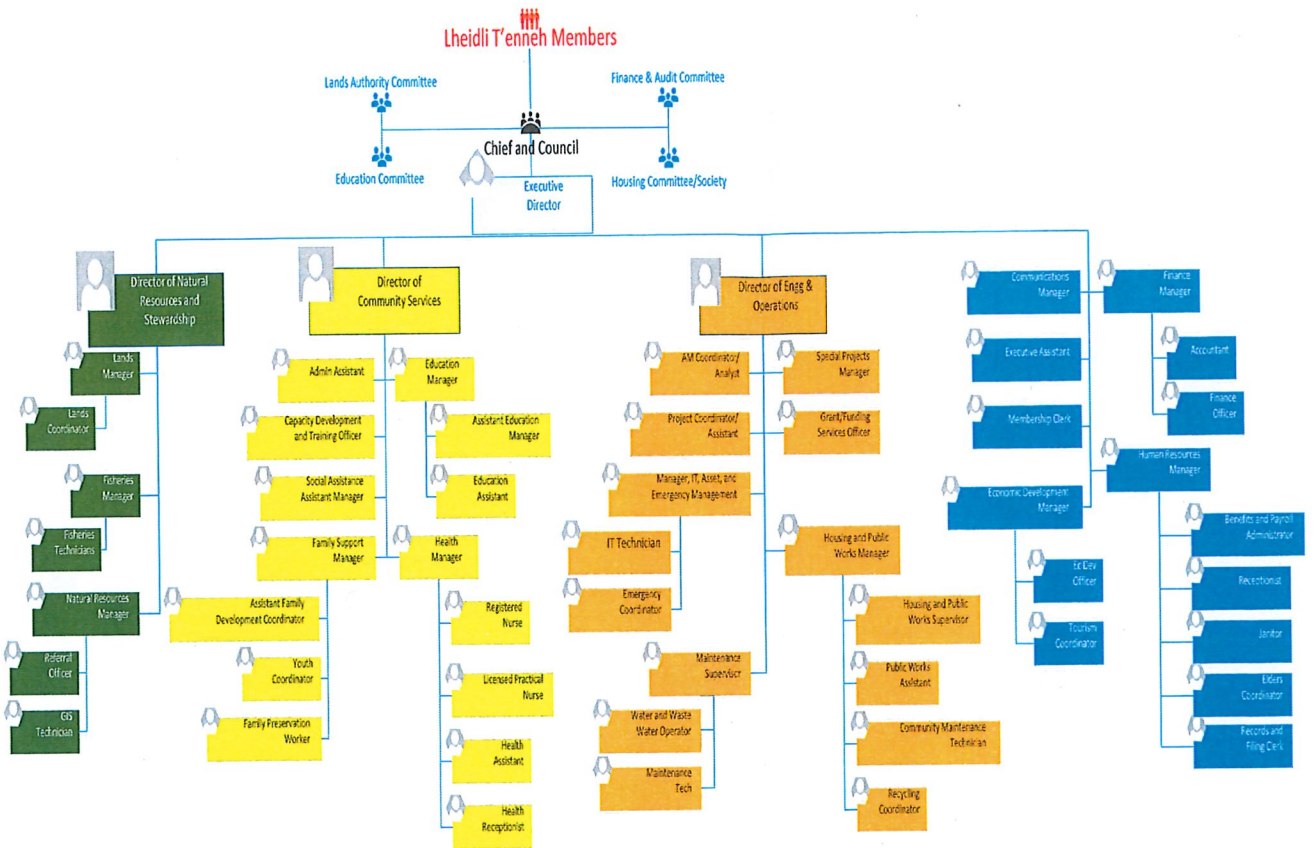 Lheidli T'enneh Members
Lands Authority Committee
Finance & Audit Committee
Chief and Council
Education Committee
Housing Committee/Society
Executive
Director
Director of Natural
Resources and
Stewardship
Lands
Manager
Lands
Coordinator
Fisheries
Manager
Fisheries
Technicians
Natural Resources
Manager
Referral
Officer
GIS
Technician
Director of
Community Services
Admin Assistant
Education
Manager
Capacity Development
and Training Officer
Assistant Education
Manager
Social Assistance
Assistant Manager
Education
Assistant
Family Support
Manager
Health
Manager
Assistant Family
Development Coordinator
Youth
Coordinator
Family Preservation
Worker
Registered
Nurse
Licensed Practical
Nurse
Health
Assistant
Health
Receptionist
Director of Engg &
Operations
AM Coordinator/
Analyst
Special Projects
Manager
Project Coordinator/
Assistant
Grant/Funding
Services Officer
Manager, IT, Asset, and
Emergency Management
IT Technician
Emergency
Coordinator
Housing and Public
Works Manager
Housing and Public
Works Supervisor
Public Works
Assistant
Community Maintenance
Technician
Recycling
Coordinator
Maintenance
Supervisor
Water and Waste
Water Operator
Maintenance
Tech
Communications
Manager
Finance
Manager
Executive Assistant
Accountant
Finance
Officer
Membership Clerk
Human Resources
Manager
Economic Development
Manager
Ec Dev
Officer
Tourism
Coordinator
Benefits and Payroll
Administrator
Receptionist
Janitor
Elders
Coordinator
Records and
Filing Clerk